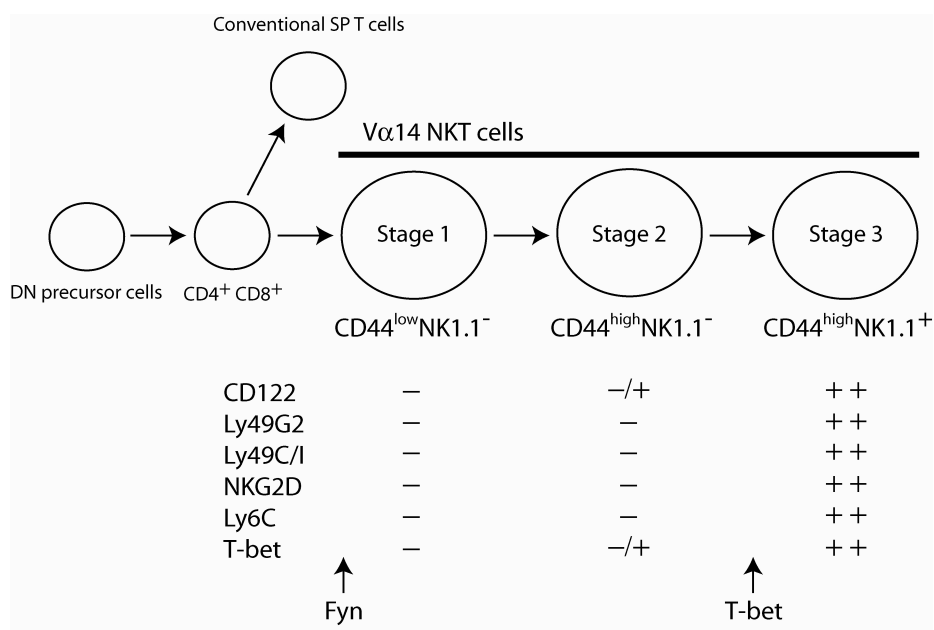 Conventional SP T cells
Vα14 NKT cells
Stage 1
Stage 2
Stage 3
DN precursor cells
CD4+ CD8+
CD44lowNK1.1-
CD44highNK1.1-
CD44highNK1.1+
CD122 − −/+ + +
Ly49G2 − − + +
Ly49C/I − − + +
NKG2D − − + +
Ly6C − − + +
T-bet − −/+ + +
Fyn
T-bet